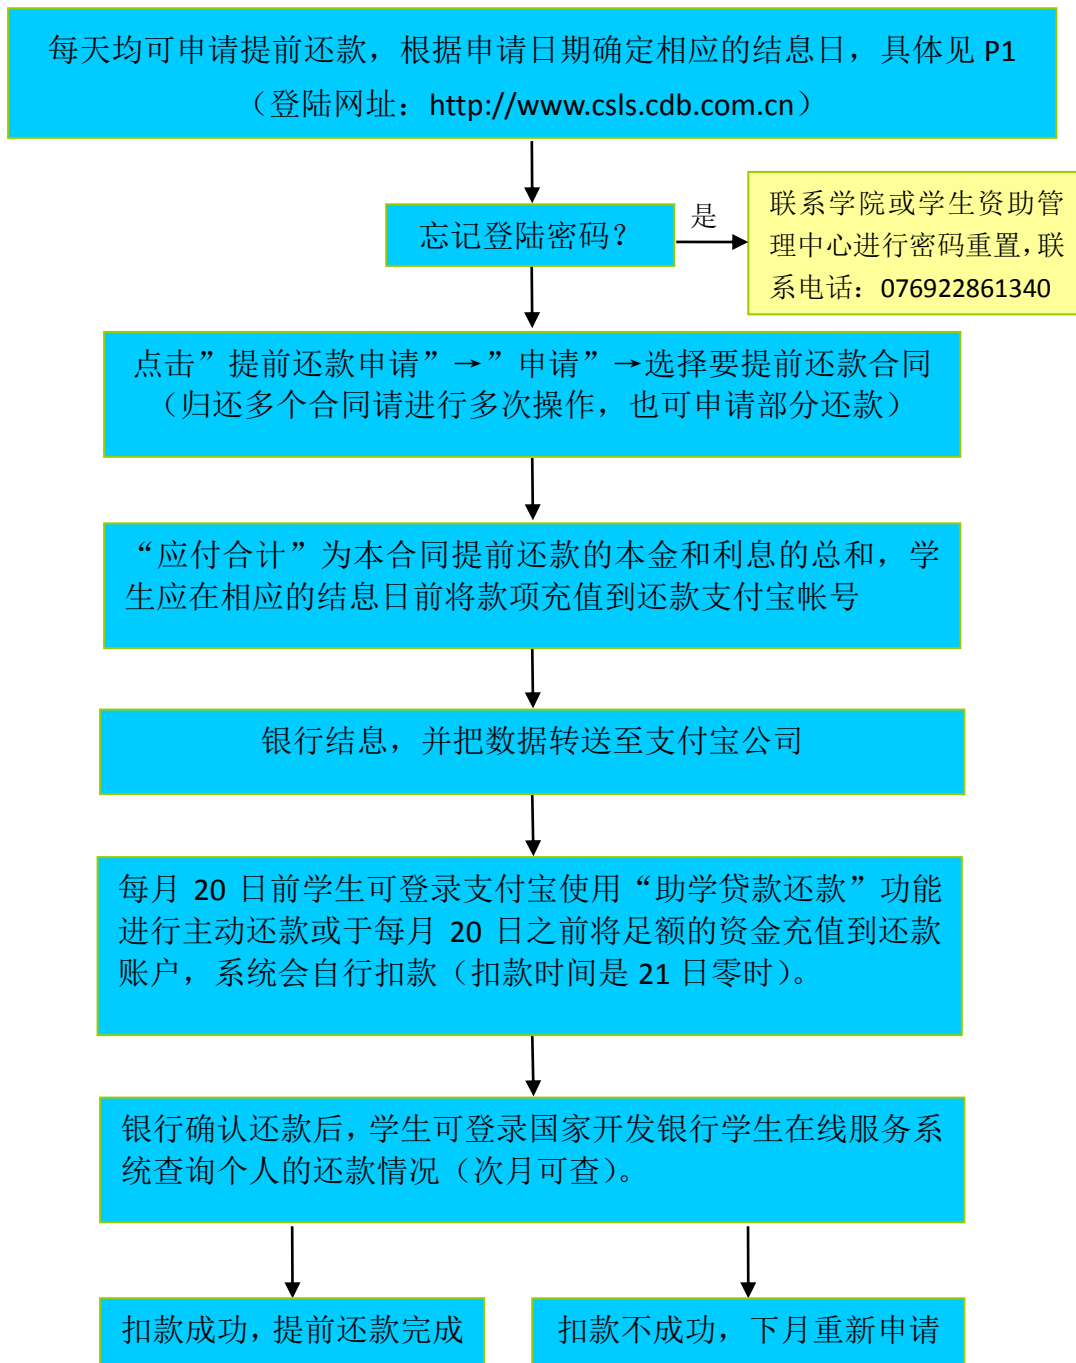 每天均可申请提前还款，根据申请日期确定相应的结息日，具体见 P1
（登陆网址：http://www.csls.cdb.com.cn）
忘记登陆密码？
是
联系学院或学生资助管
理中心进行密码重置，联
系电话：076922861340
点击”提前还款申请”→”申请”→选择要提前还款合同
（归还多个合同请进行多次操作，也可申请部分还款）
“应付合计”为本合同提前还款的本金和利息的总和，学
生应在相应的结息日前将款项充值到还款支付宝帐号
银行结息，并把数据转送至支付宝公司
每月 20 日前学生可登录支付宝使用“助学贷款还款”功能
进行主动还款或于每月 20 日之前将足额的资金充值到还款
账户，系统会自行扣款（扣款时间是 21 日零时）。
银行确认还款后，学生可登录国家开发银行学生在线服务系
统查询个人的还款情况（次月可查）。
扣款成功，提前还款完成
扣款不成功，下月重新申请